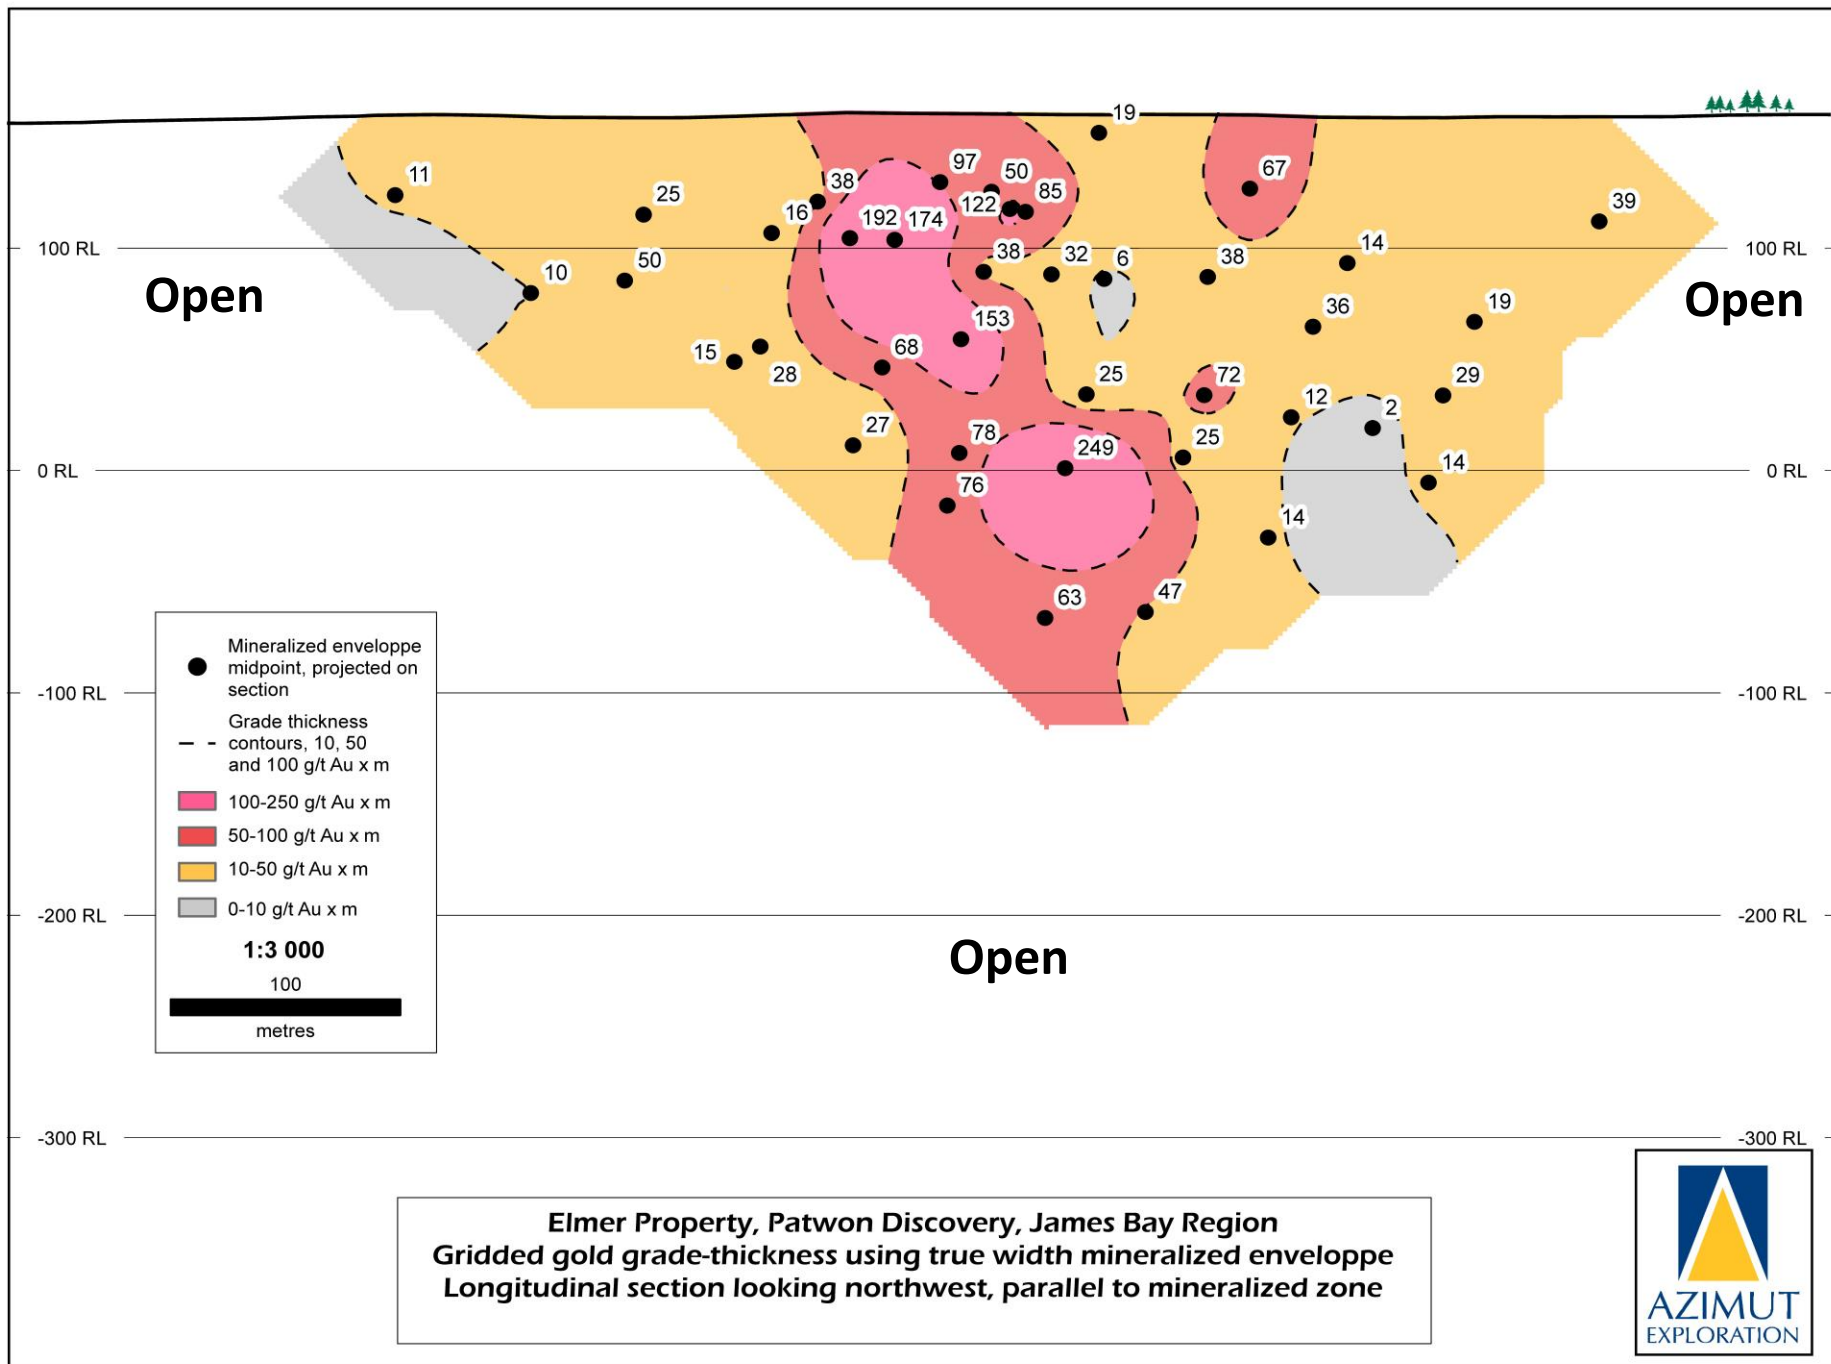 19
97
50
67
11
38
85
25
122
39
16
192
174
100 RL
14
100 RL
38
32
6
38
50
10
Open
Open
19
153
36
68
15
28
25
72
29
12
2
27
78
25
249
14
0 RL
0 RL
76
14
63
47
Mineralized enveloppe
midpoint, projected on
section
-100 RL
-100 RL
Grade thickness
contours, 10, 50
and 100 g/t Au x m
100-250 g/t Au x m
50-100 g/t Au x m
10-50 g/t Au x m
0-10 g/t Au x m
-200 RL
-200 RL
1:3 000
100
metres
Open
-300 RL
-300 RL
Elmer Property, Patwon Discovery, James Bay Region
Gridded gold grade-thickness using true width mineralized enveloppe
Longitudinal section looking northwest, parallel to mineralized zone
AZIMUT
EXPLORATION